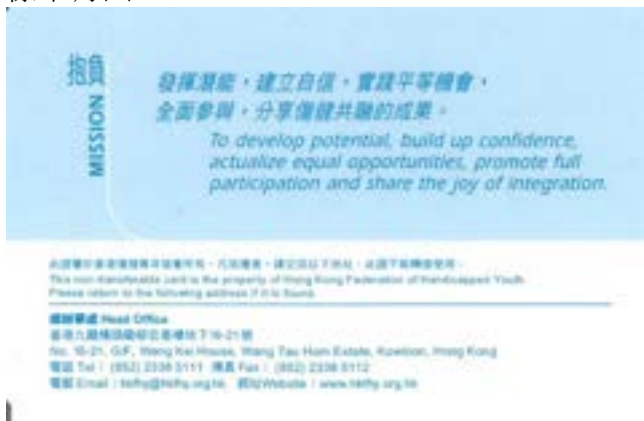 抱負
MISSION
發揮潛能，建立自信，實踐平等機會，
全面參與，分享傷健共融的成果。
To develop potential, build up confidence,
actualize equal opportunities, promote full
participation and share the joy of integration.
This non-transferable card is the property of Hong Kong Federation of Handicapped Youth
Please return to the following address if it is found.
總辦事處 Head Office
No. 16-21, G/F, Wang Kei House, Wang Tau Hom Estate, Kowloon, Hong Kong
電話 Tel : (852) 2338 5111 傳真 Fax : (852) 2338 5112
電郵 Email : hkfhy@hkfhy.org.hk 網址 Website : www.hkfhy.org.hk